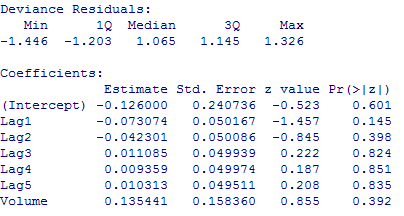 Deviance Residuals:
Min 1Q Median 3Q Max
-1.446 -1.203 1.065 1.145 1.326
Coefficients:
Estimate Std. Error z value Pr(>|z|)
(Intercept) -0.126000 0.240736 -0.523 0.601
Lag1 -0.073074 0.050167 -1.457 0.145
Lag2 -0.042301 0.050086 -0.845 0.398
Lag3 0.011085 0.049939 0.222 0.824
Lag4 0.009359 0.049974 0.187 0.851
Lag5 0.010313 0.049511 0.208 0.835
Volume 0.135441 0.158360 0.855 0.392